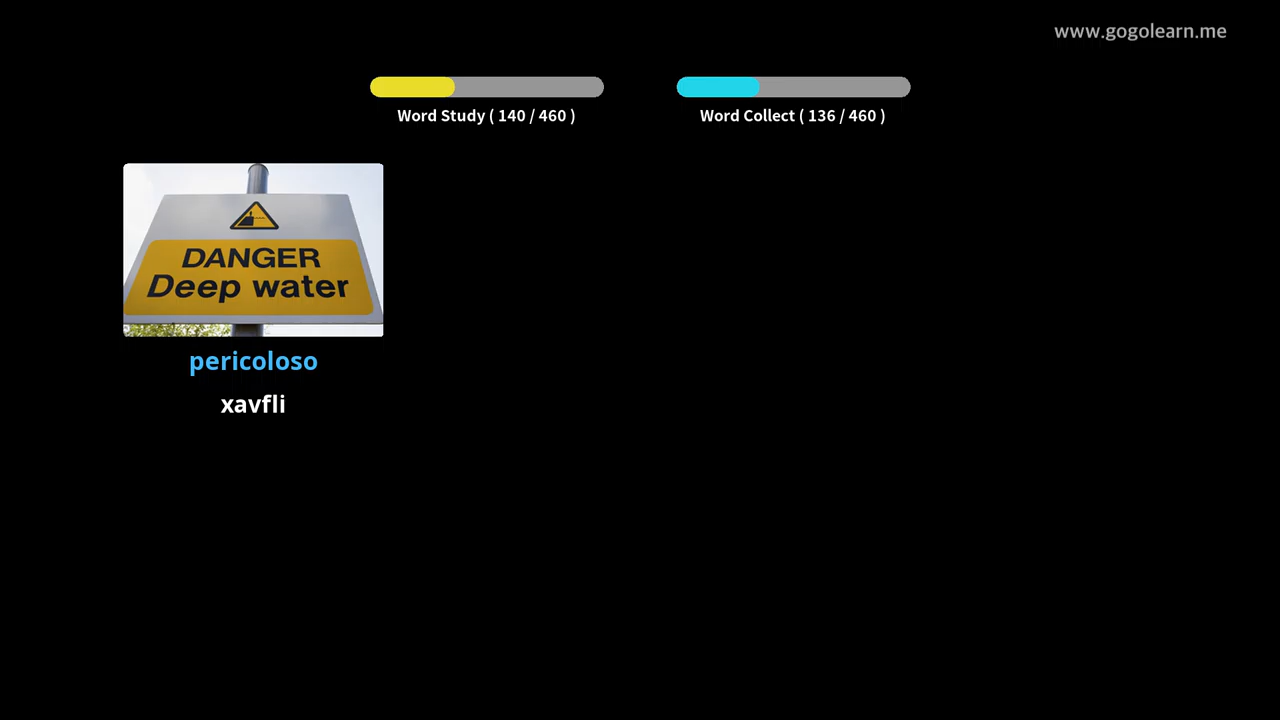 www.gogolearn.me
Word Study ( 140 / 460 )
Word Collect ( 136 / 460 )
DANGER
Deep water
pericoloso
xavfli